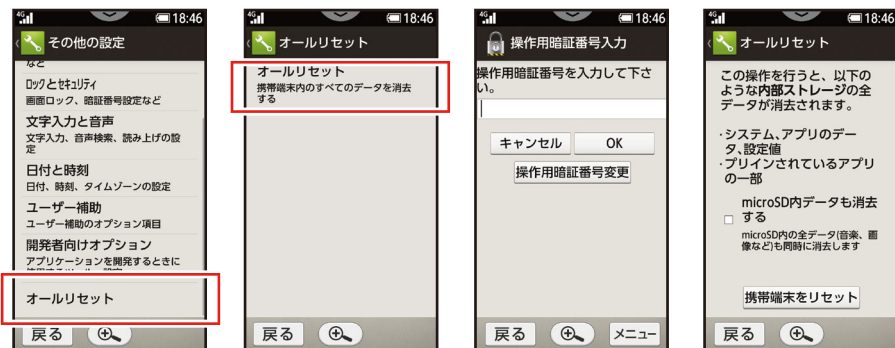 4G 18:46
その他の設定
など
ロックとセキュリティ
画面ロック、暗証番号設定など
文字入力と音声
文字入力、音声検索、読み上げの設
定
日付と時刻
日付、時刻、タイムゾーンの設定
ユーザー補助
ユーザー補助のオプション項目
開発者向けオプション
アプリケーションを開発するときに
オールリセット
戻る
4G 18:46
オールリセット
オールリセット
携帯端末内のすべてのデータを消去
する
戻る
4G 18:46
操作用暗証番号入力
操作用暗証番号を入力して下さ
い。
キャンセル OK
操作用暗証番号変更
戻る メニュー
4G 18:46
オールリセット
この操作を行うと、以下の
ような内部ストレージの全
データが消去されます。
・システム、アプリのデー
タ、設定値
・プリインされているアプリ
の一部
microSD内データも消去
する
microSD内の全データ(音楽、画
像など)も同時に消去します
携帯端末をリセット
戻る